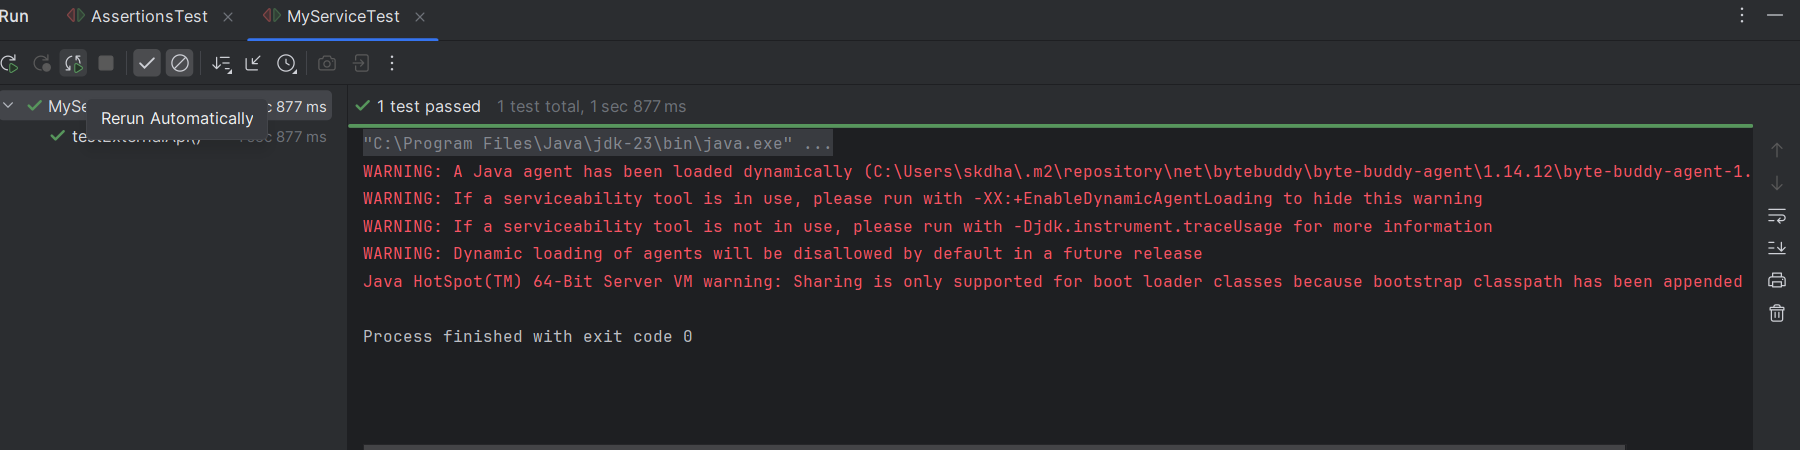 Run AssertionsTest MyServiceTest
MySe 877 ms
Rerun Automatically
877 ms
1 test passed 1 test total, 1 sec 877 ms
"C:\Program Files\Java\jdk-23\bin\java.exe" ...
WARNING: A Java agent has been loaded dynamically (C:\Users\skdha\.m2\repository\net\bytebuddy\byte-buddy-agent\1.14.12\byte-buddy-agent-1.
WARNING: If a serviceability tool is in use, please run with -XX:+EnableDynamicAgentLoading to hide this warning
WARNING: If a serviceability tool is not in use, please run with -Djdk.instrument.traceUsage for more information
WARNING: Dynamic loading of agents will be disallowed by default in a future release
Java HotSpot(TM) 64-Bit Server VM warning: Sharing is only supported for boot loader classes because bootstrap classpath has been appended
Process finished with exit code 0